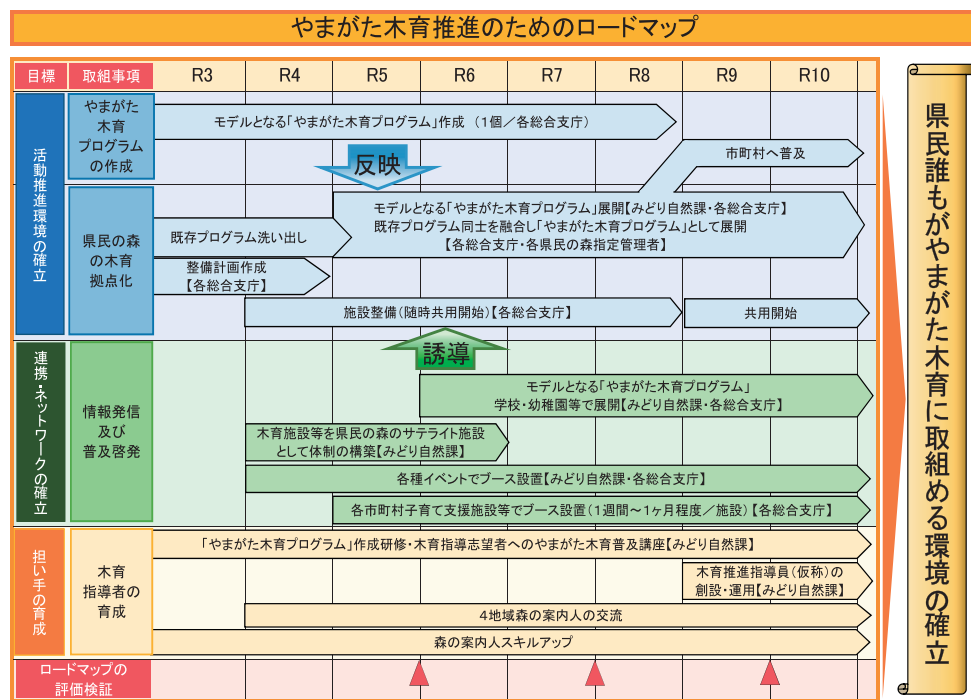 やまがた木育推進のためのロードマップ
目標
取組事項
R3
R4
R5
R6
R7
R8
R9
R10
活動推進環境の確立
やまがた
木育
プログラム
の作成
モデルとなる「やまがた木育プログラム」作成 （1個／各総合支庁）
反映
市町村へ普及
県民の森
の木育
拠点化
既存プログラム洗い出し
モデルとなる「やまがた木育プログラム」展開【みどり自然課・各総合支庁】
既存プログラム同士を融合し「やまがた木育プログラム」として展開
【各総合支庁・各県民の森指定管理者】
整備計画作成
【各総合支庁】
施設整備（随時共用開始）【各総合支庁】
共用開始
誘導
連携・ネットワークの確立
情報発信
及び
普及啓発
モデルとなる「やまがた木育プログラム」
学校・幼稚園等で展開【みどり自然課・各総合支庁】
木育施設等を県民の森のサテライト施設
として体制の構築【みどり自然課】
各種イベントでブース設置【みどり自然課・各総合支庁】
各市町村子育て支援施設等でブース設置（1週間～1ヶ月程度／施設）【各総合支庁】
担い手の育成
木育
指導者の
育成
「やまがた木育プログラム」作成研修・木育指導志望者へのやまがた木育普及講座【みどり自然課】
木育推進指導員（仮称）の
創設・運用【みどり自然課】
4地域森の案内人の交流
森の案内人スキルアップ
ロードマップの
評価検証
県民誰もがやまがた木育に取組める環境の確立